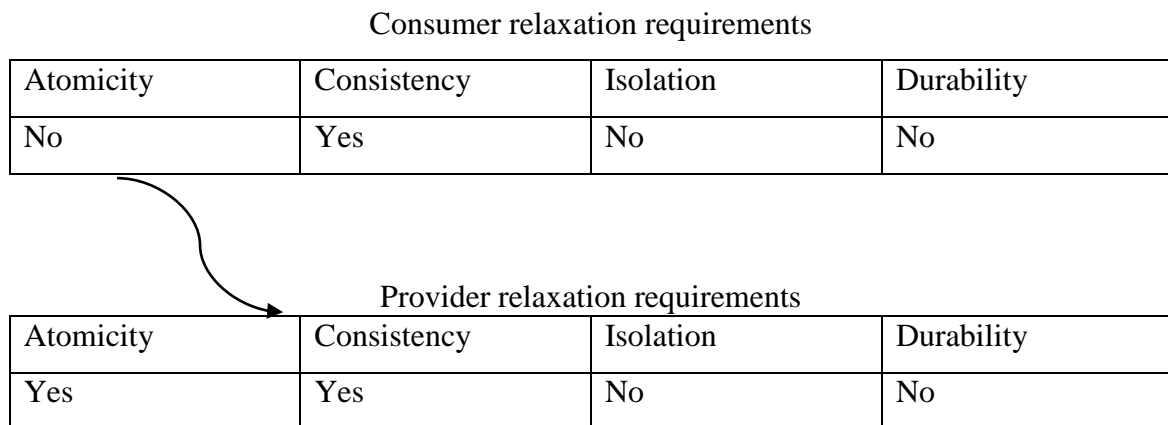 Consumer relaxation requirements
Atomicity Consistency Isolation Durability
No Yes No No
Provider relaxation requirements
Atomicity Consistency Isolation Durability
Yes Yes No No